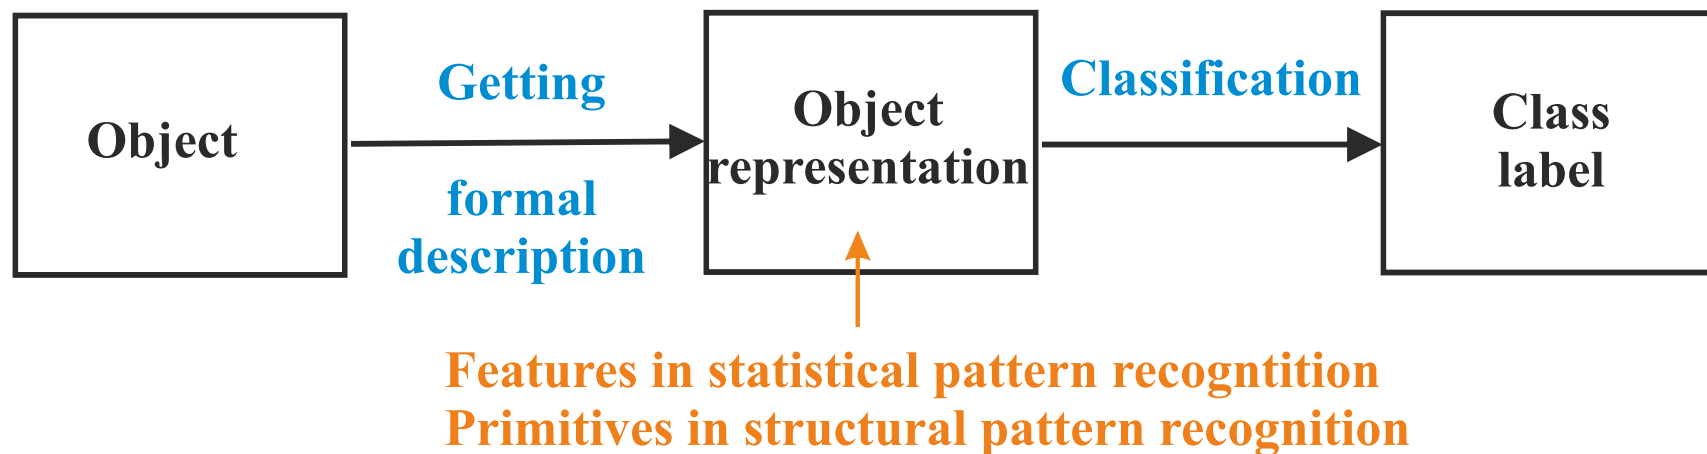 Object
Getting
formal
description
Object
representation
Classification
Class
label
Features in statistical pattern recogntition
Primitives in structural pattern recognition